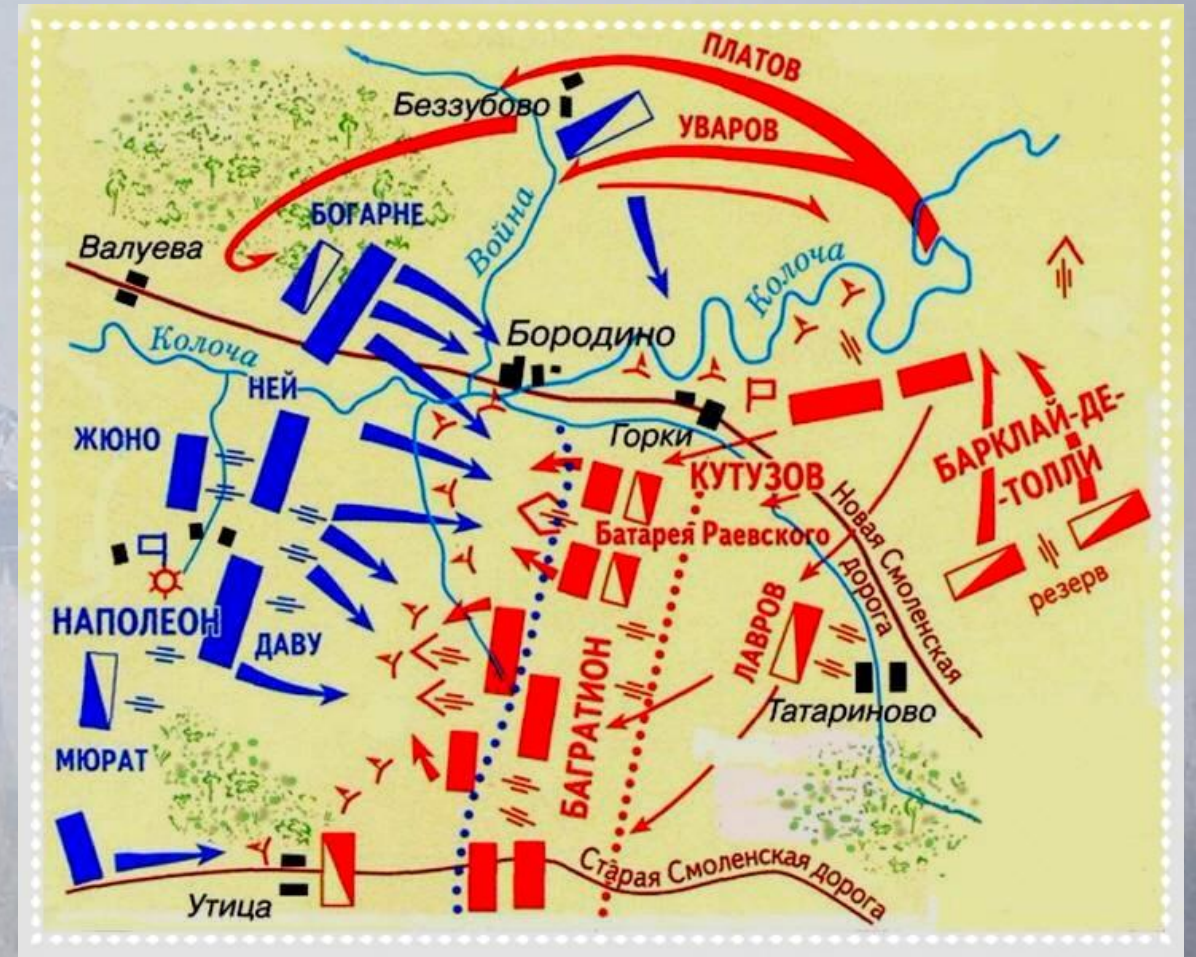 ПЛАТОВ
Беззубово
УВАРОВ
БОГАРНЕ
Война
Валуева
Колоча
Колоча
Бородино
НЕЙ
ЖЮНО
Горки
БАРКЛАЙ-ДЕ-
-ТОЛЛИ
КУТУЗОВ
Батарея Раевского
Новая Смоленская
дорога
резерв
НАПОЛЕОН
ДАВУ
ЛАВРОВ
БАГРАТИОН
Татариново
МЮРАТ
Старая Смоленская дорога
Утица